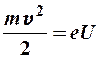 mv²/2 = eU